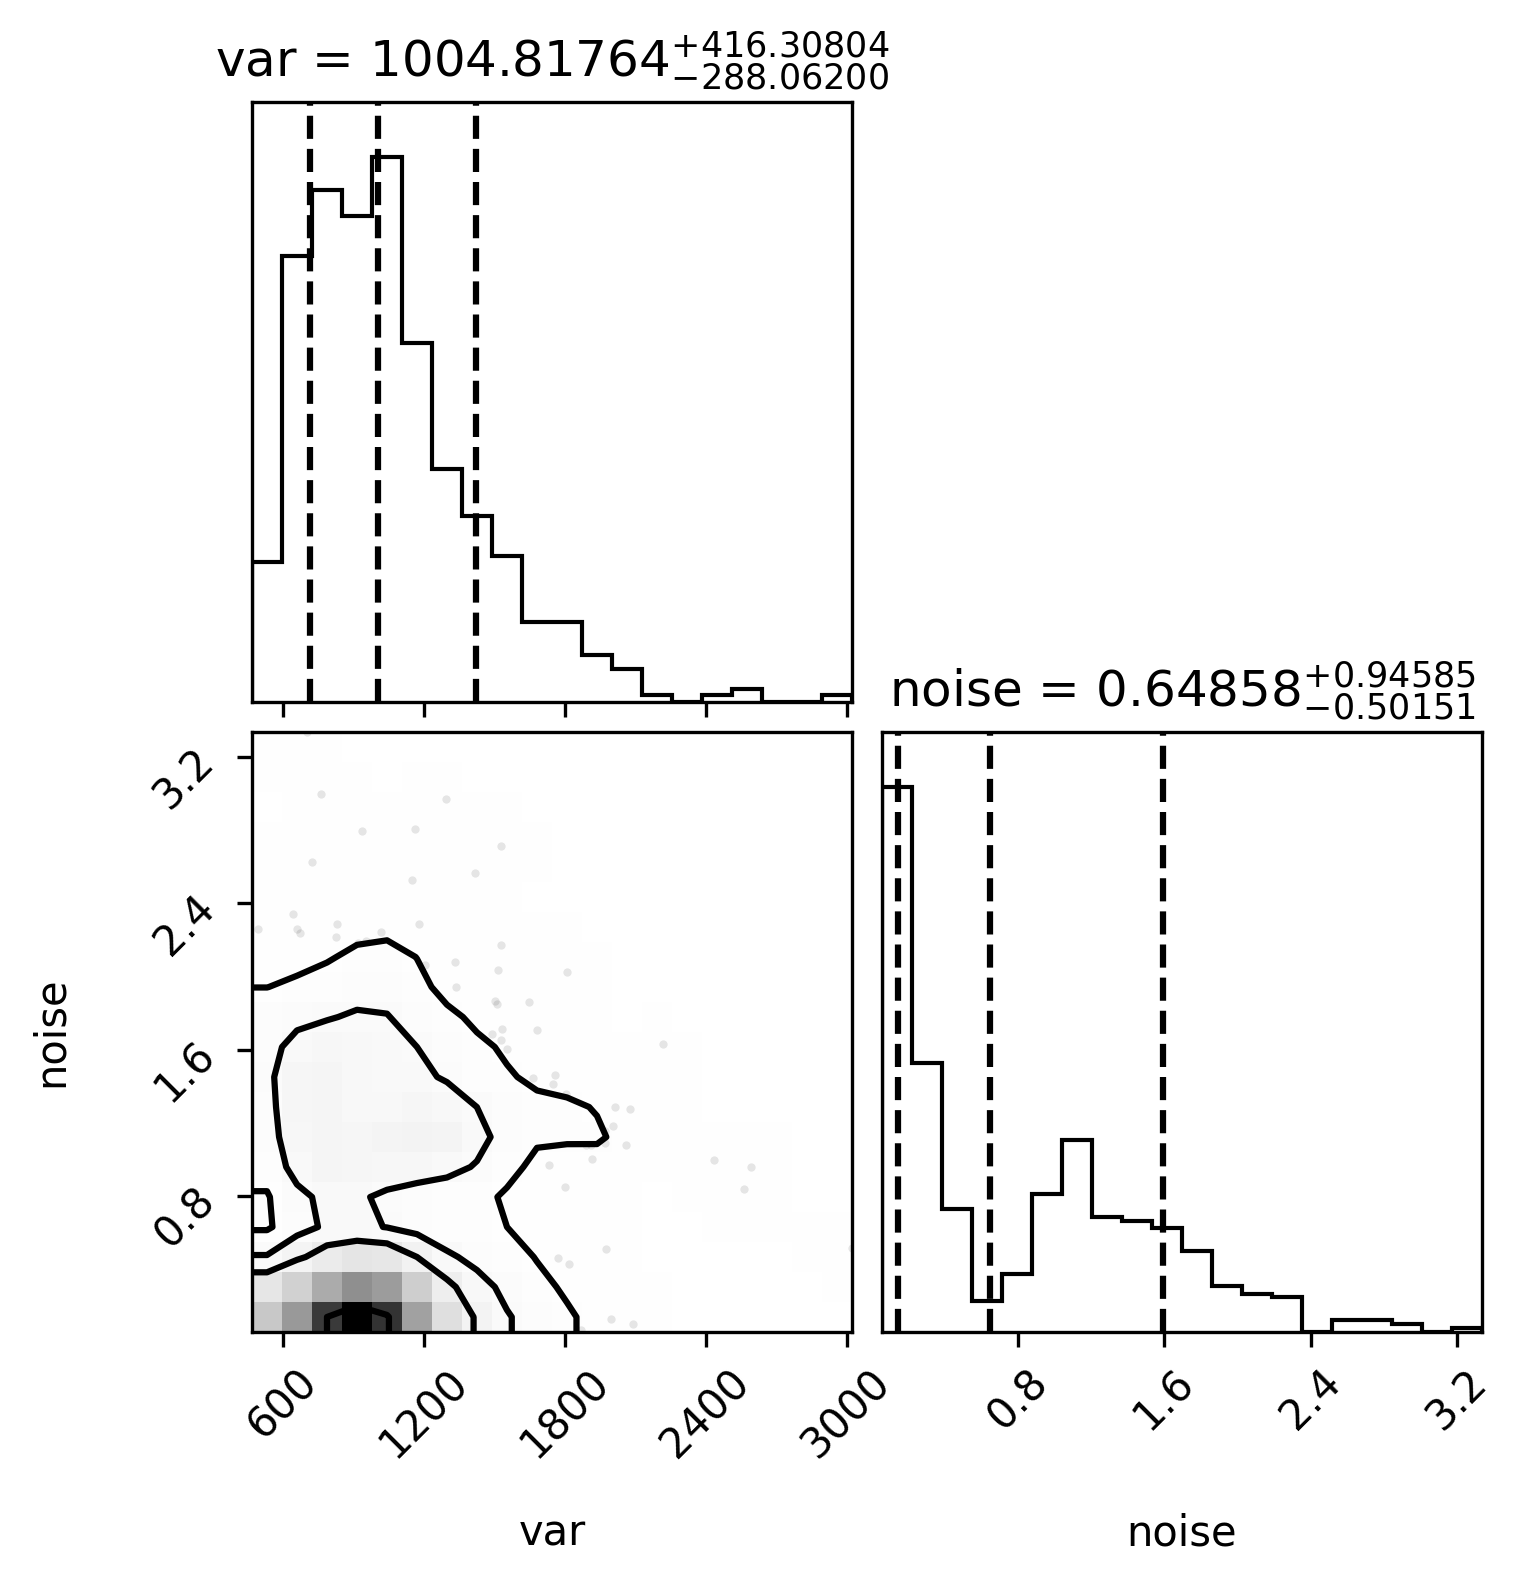 var = 1004.81764+416.30804−288.06200
noise = 0.64858+0.94585−0.50151
3.2
2.4
1.6
0.8
noise
600
1200
1800
2400
3000
var
0.8
1.6
2.4
3.2
noise